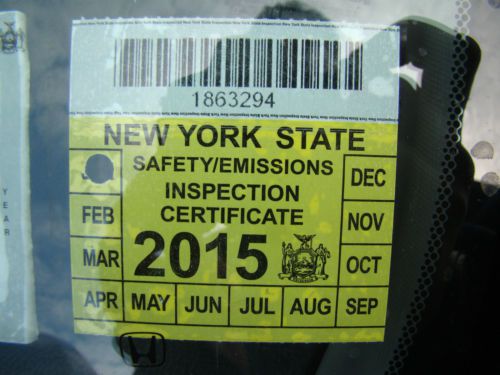 1863294
NEW YORK STATE
SAFETY/EMISSIONS
INSPECTION
CERTIFICATE
2015
FEB
MAR
APR MAY JUN JUL AUG SEP
OCT
NOV
DEC
YEAR